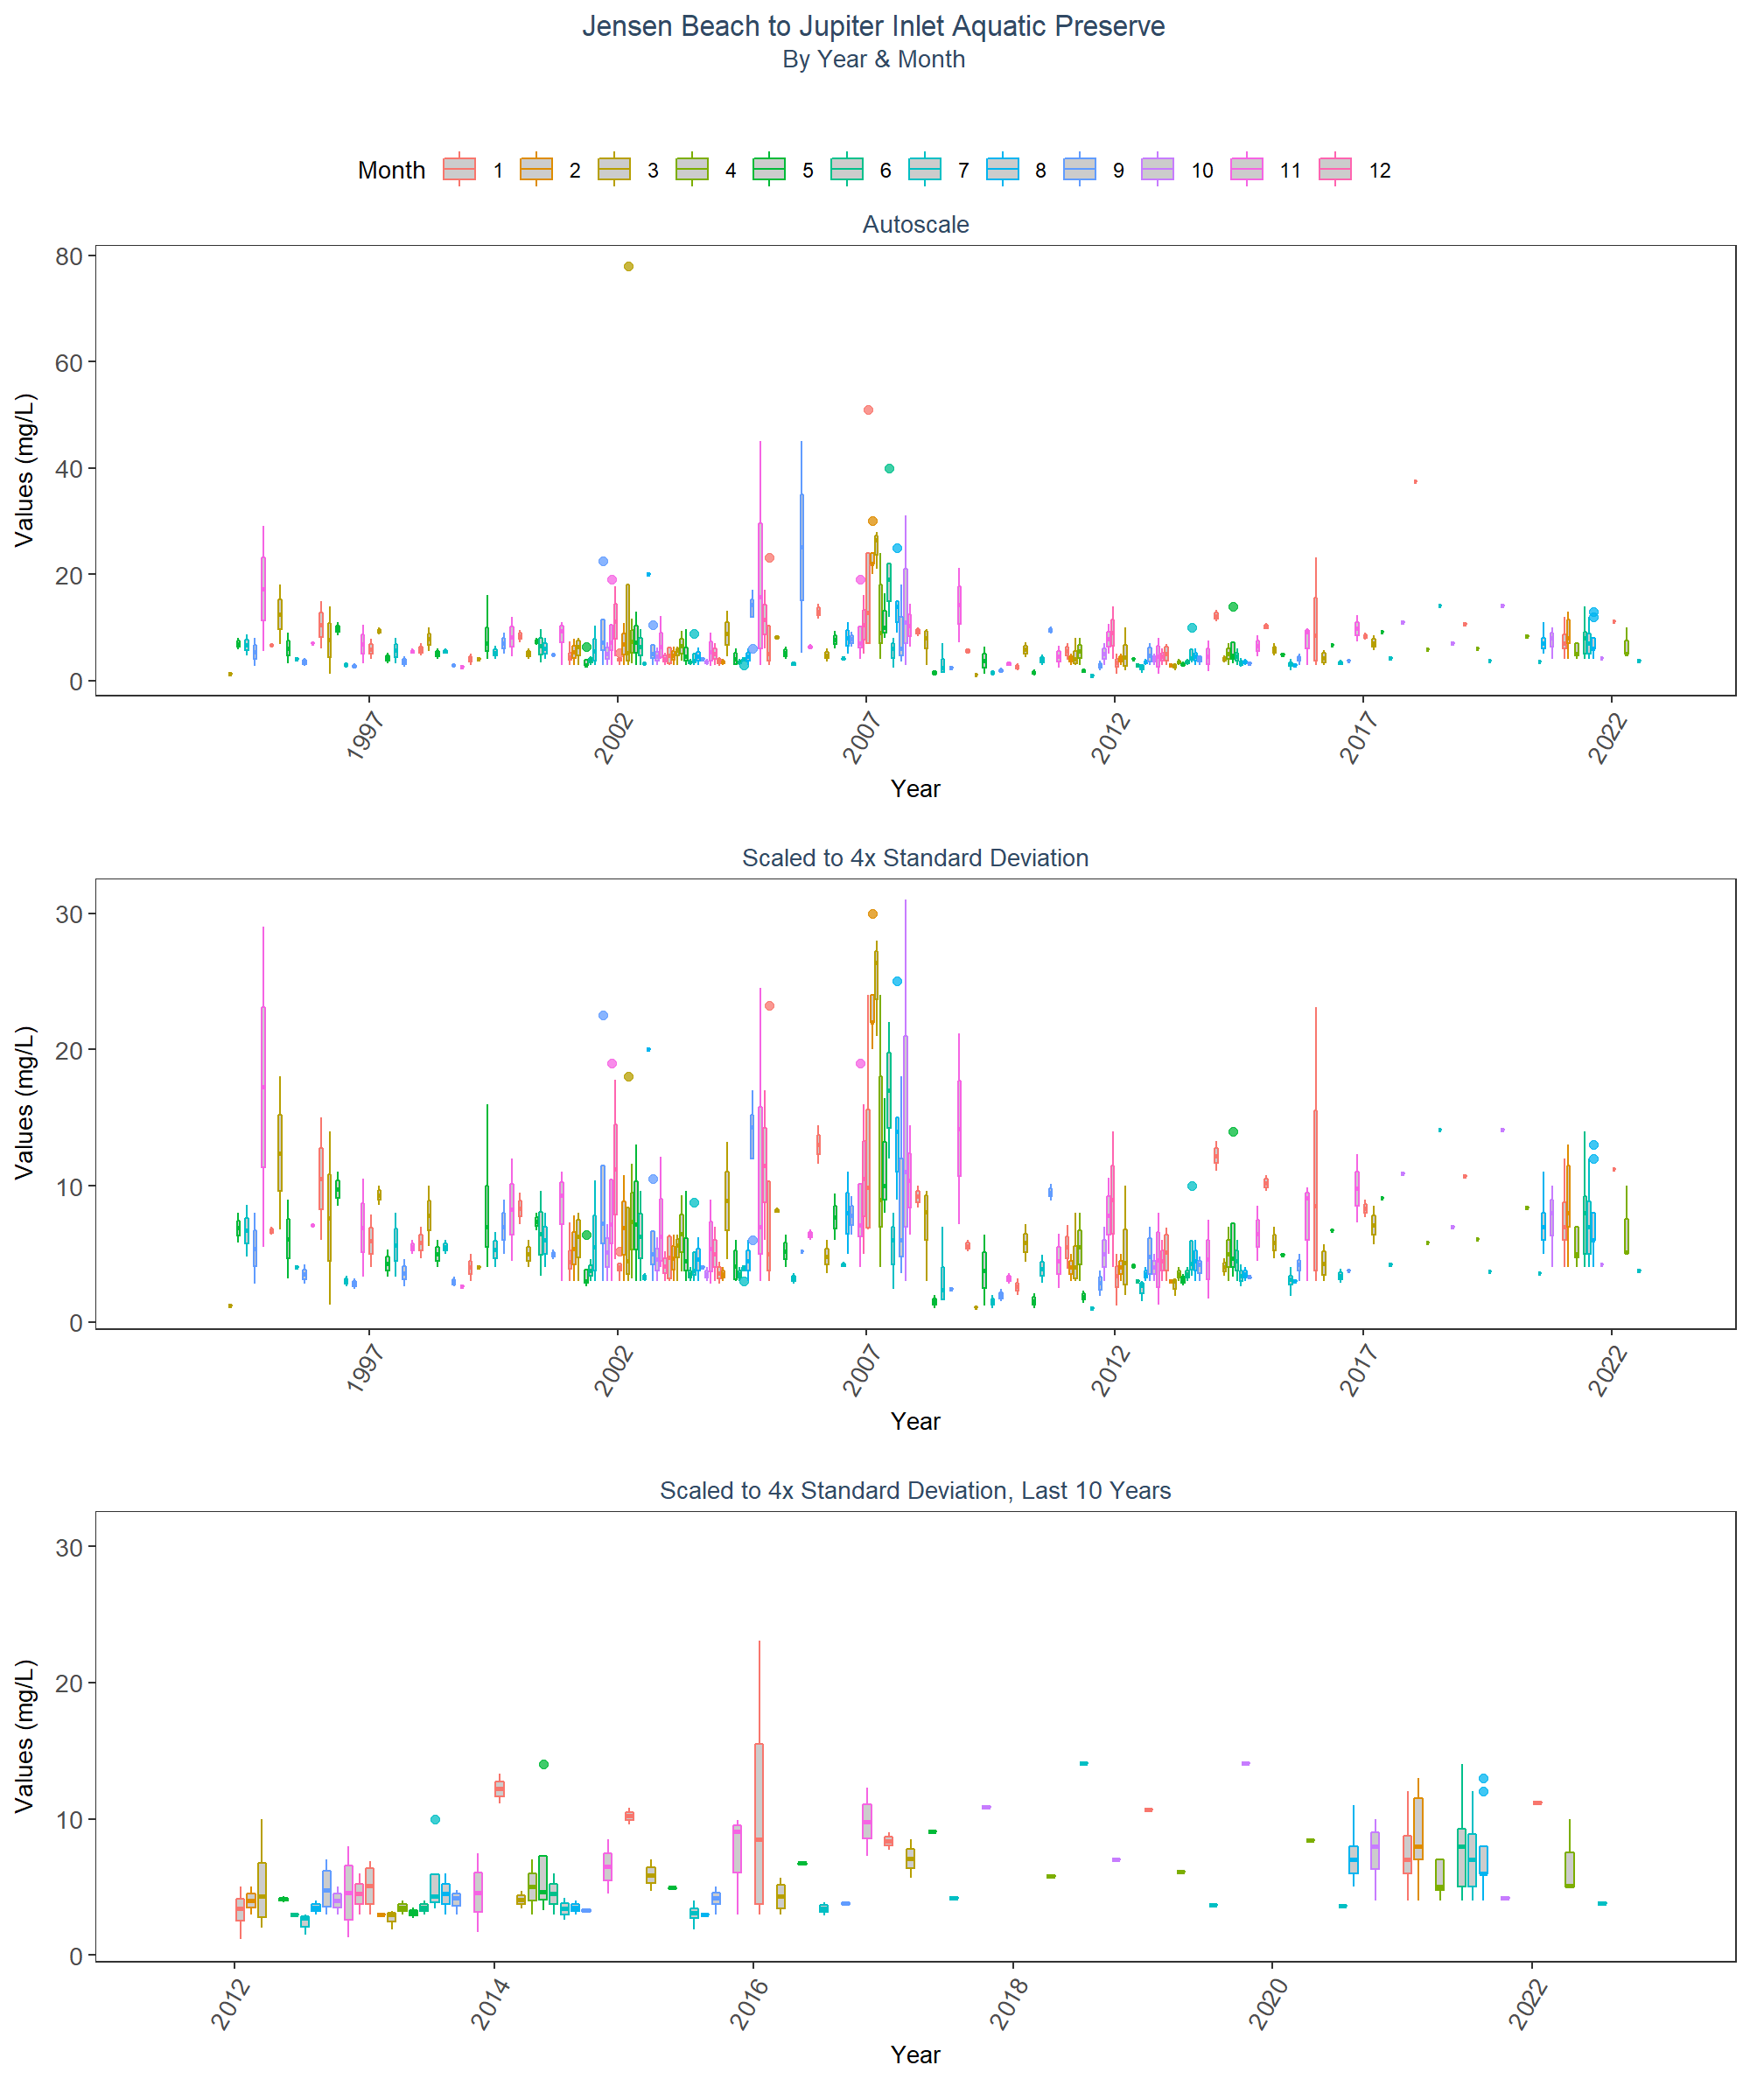 Jensen Beach to Jupiter Inlet Aquatic Preserve
By Year & Month
Month 1 2 3 4 5 6 7 8 9 10 11 12
Autoscale
Values (mg/L)
80
60
40
20
0
1997 2002 2007 2012 2017 2022
Year
Scaled to 4x Standard Deviation
Values (mg/L)
30
20
10
0
1997 2002 2007 2012 2017 2022
Year
Scaled to 4x Standard Deviation, Last 10 Years
Values (mg/L)
30
20
10
0
2012 2014 2016 2018 2020 2022
Year